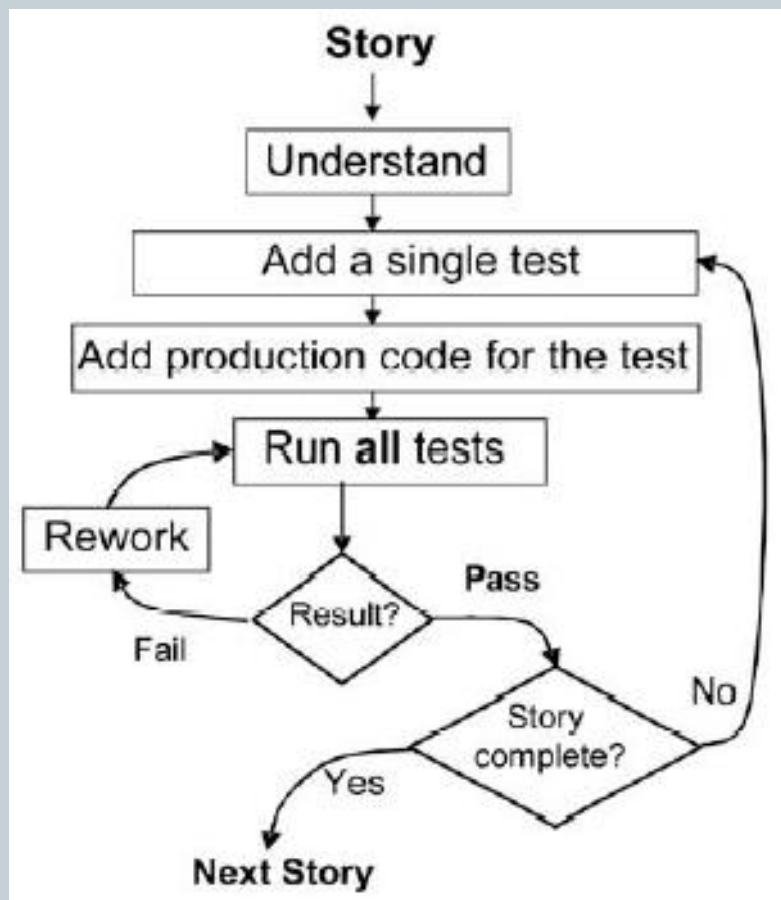 Story
Understand
Add a single test
Add production code for the test
Run all tests
Rework
Result?
Pass
Fail
No
Story
complete?
Yes
Next Story